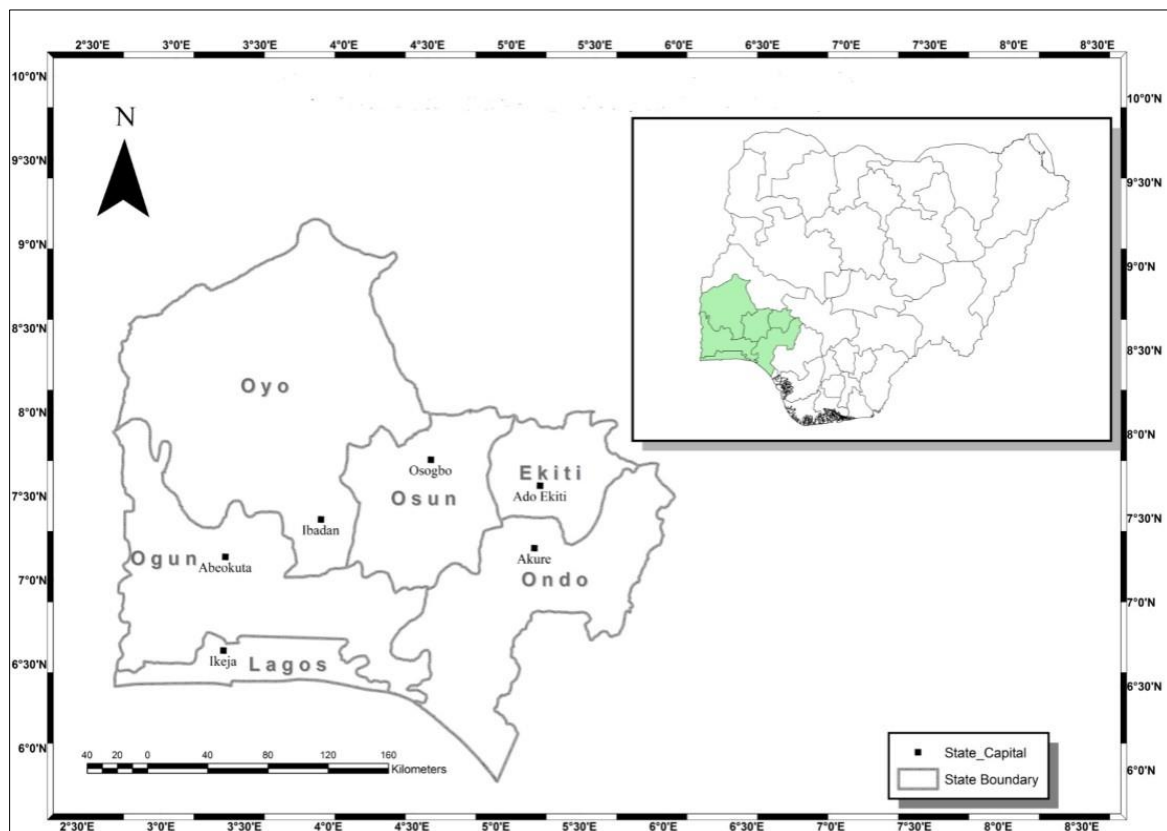 2°30'E 3°0'E 3°30'E 4°0'E 4°30'E 5°0'E 5°30'E 6°0'E 6°30'E 7°0'E 7°30'E 8°0'E 8°30'E
10°0'N
9°30'N
9°0'N
8°30'N
8°0'N
7°30'N
7°0'N
6°30'N
6°0'N
N
Oyo
Osogbo
Osun
Ekiti
Ado Ekiti
Ibadan
Ogun
Abeokuta
Akure
Ondo
Ikeja
Lagos
40 20 0 40 80 120 160
Kilometers
State_Capital
State Boundary
10°0'N
9°30'N
9°0'N
8°30'N
8°0'N
7°30'N
7°0'N
6°30'N
6°0'N
2°30'E 3°0'E 3°30'E 4°0'E 4°30'E 5°0'E 5°30'E 6°0'E 6°30'E 7°0'E 7°30'E 8°0'E 8°30'E